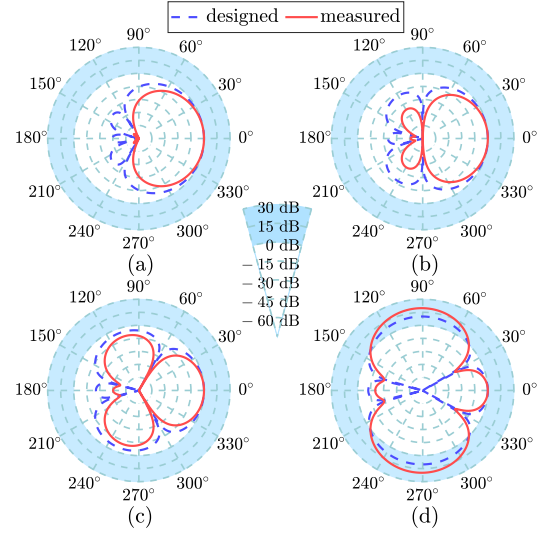 designed measured
90° 90°
120° 60° 120° 60°
150° 30° 150° 30°
180° 0° 180° 0°
210° 330° 210° 330°
240° 300° 240° 300°
270° 270°
(a) (b)
30 dB
15 dB
0 dB
− 15 dB
− 30 dB
− 45 dB
− 60 dB
90° 90°
120° 60° 120° 60°
150° 30° 150° 30°
180° 0° 180° 0°
210° 330° 210° 330°
240° 300° 240° 300°
270° 270°
(c) (d)